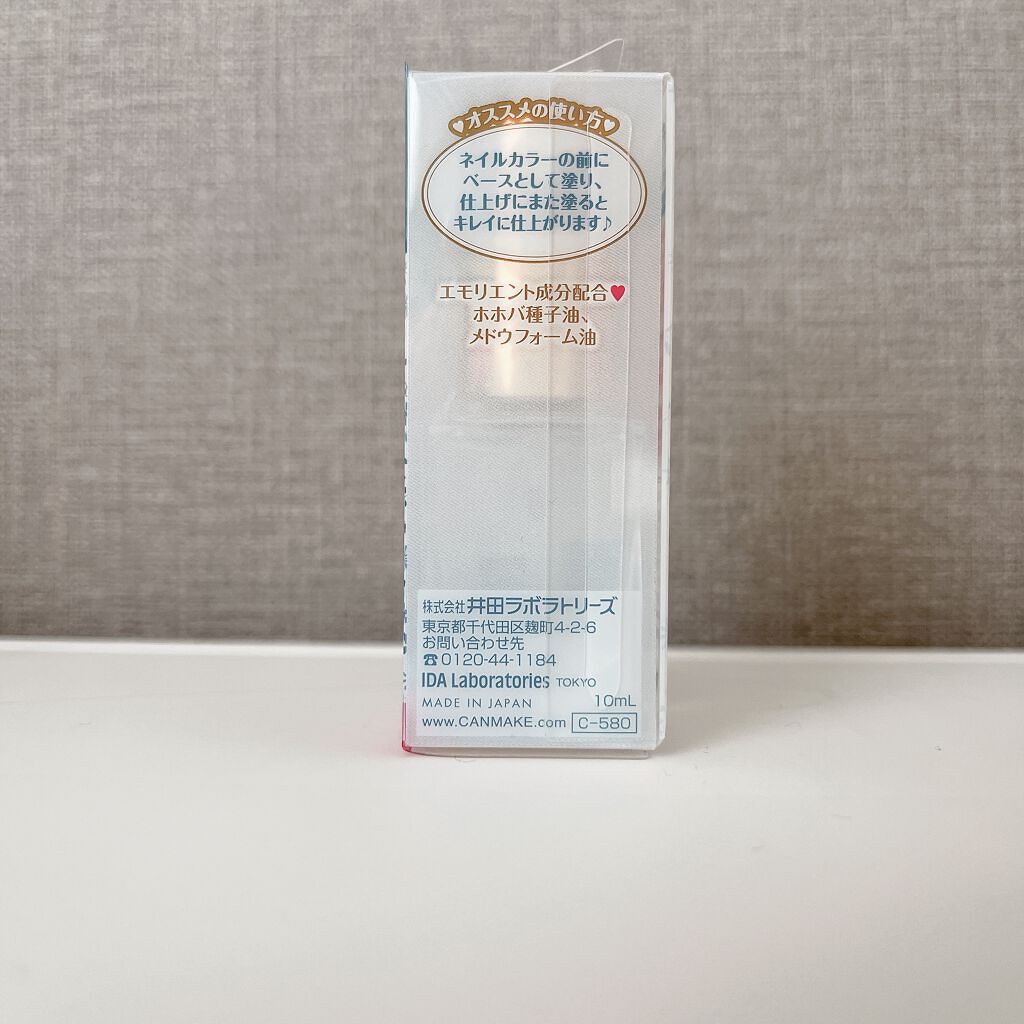 ♥オススメの使い方♥
ネイルカラーの前に
ベースとして塗り、
仕上げにまた塗ると
キレイに仕上がります♪
エモリエント成分配合♥
ホホバ種子油、
メドウフォーム油
株式会社 井田ラボラトリーズ
東京都千代田区麹町4-2-6
お問い合わせ先
☎0120-44-1184
IDA Laboratories TOKYO
MADE IN JAPAN 10mL
www.CANMAKE.com C-580